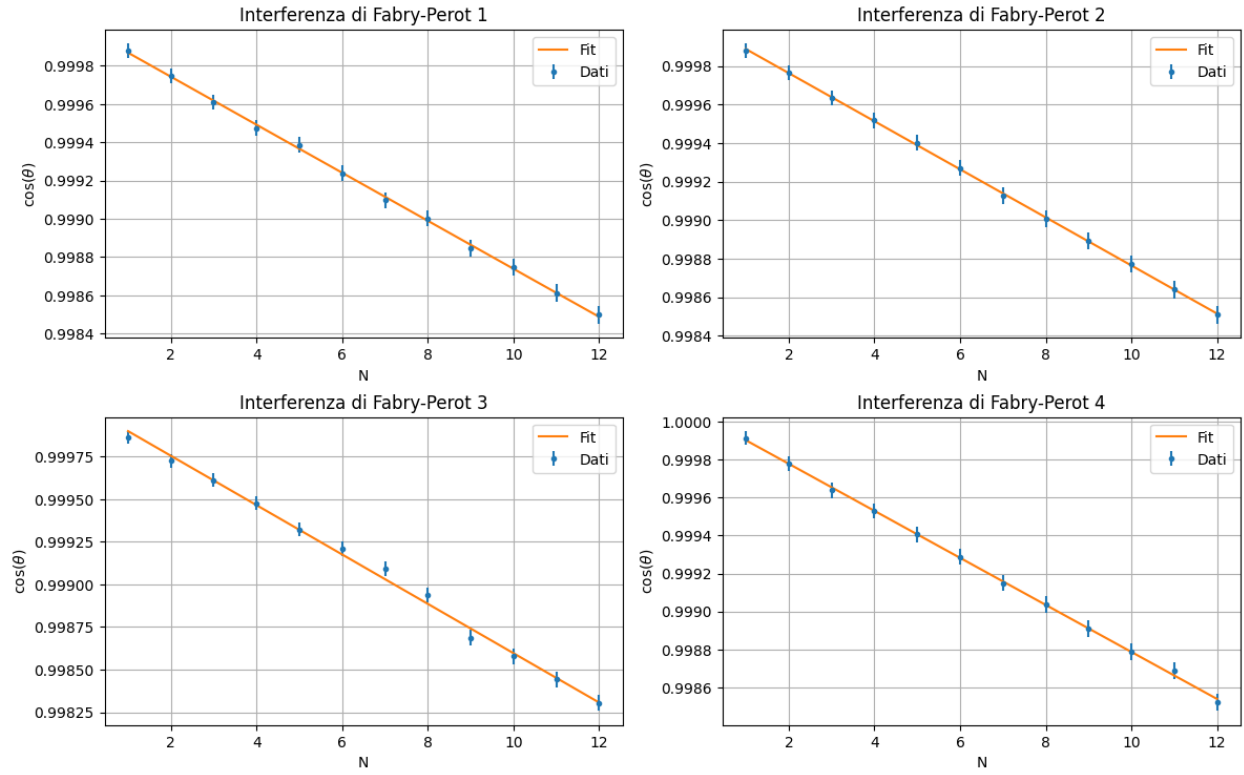 Interferenza di Fabry-Perot 1
Fit
Dati
0.9998
0.9996
0.9994
0.9992
0.9990
0.9988
0.9986
0.9984
cos(θ)
2 4 6 8 10 12
N
Interferenza di Fabry-Perot 2
Fit
Dati
0.9998
0.9996
0.9994
0.9992
0.9990
0.9988
0.9986
0.9984
cos(θ)
2 4 6 8 10 12
N
Interferenza di Fabry-Perot 3
Fit
Dati
0.99975
0.99950
0.99925
0.99900
0.99875
0.99850
0.99825
cos(θ)
2 4 6 8 10 12
N
Interferenza di Fabry-Perot 4
Fit
Dati
1.0000
0.9998
0.9996
0.9994
0.9992
0.9990
0.9988
0.9986
cos(θ)
2 4 6 8 10 12
N